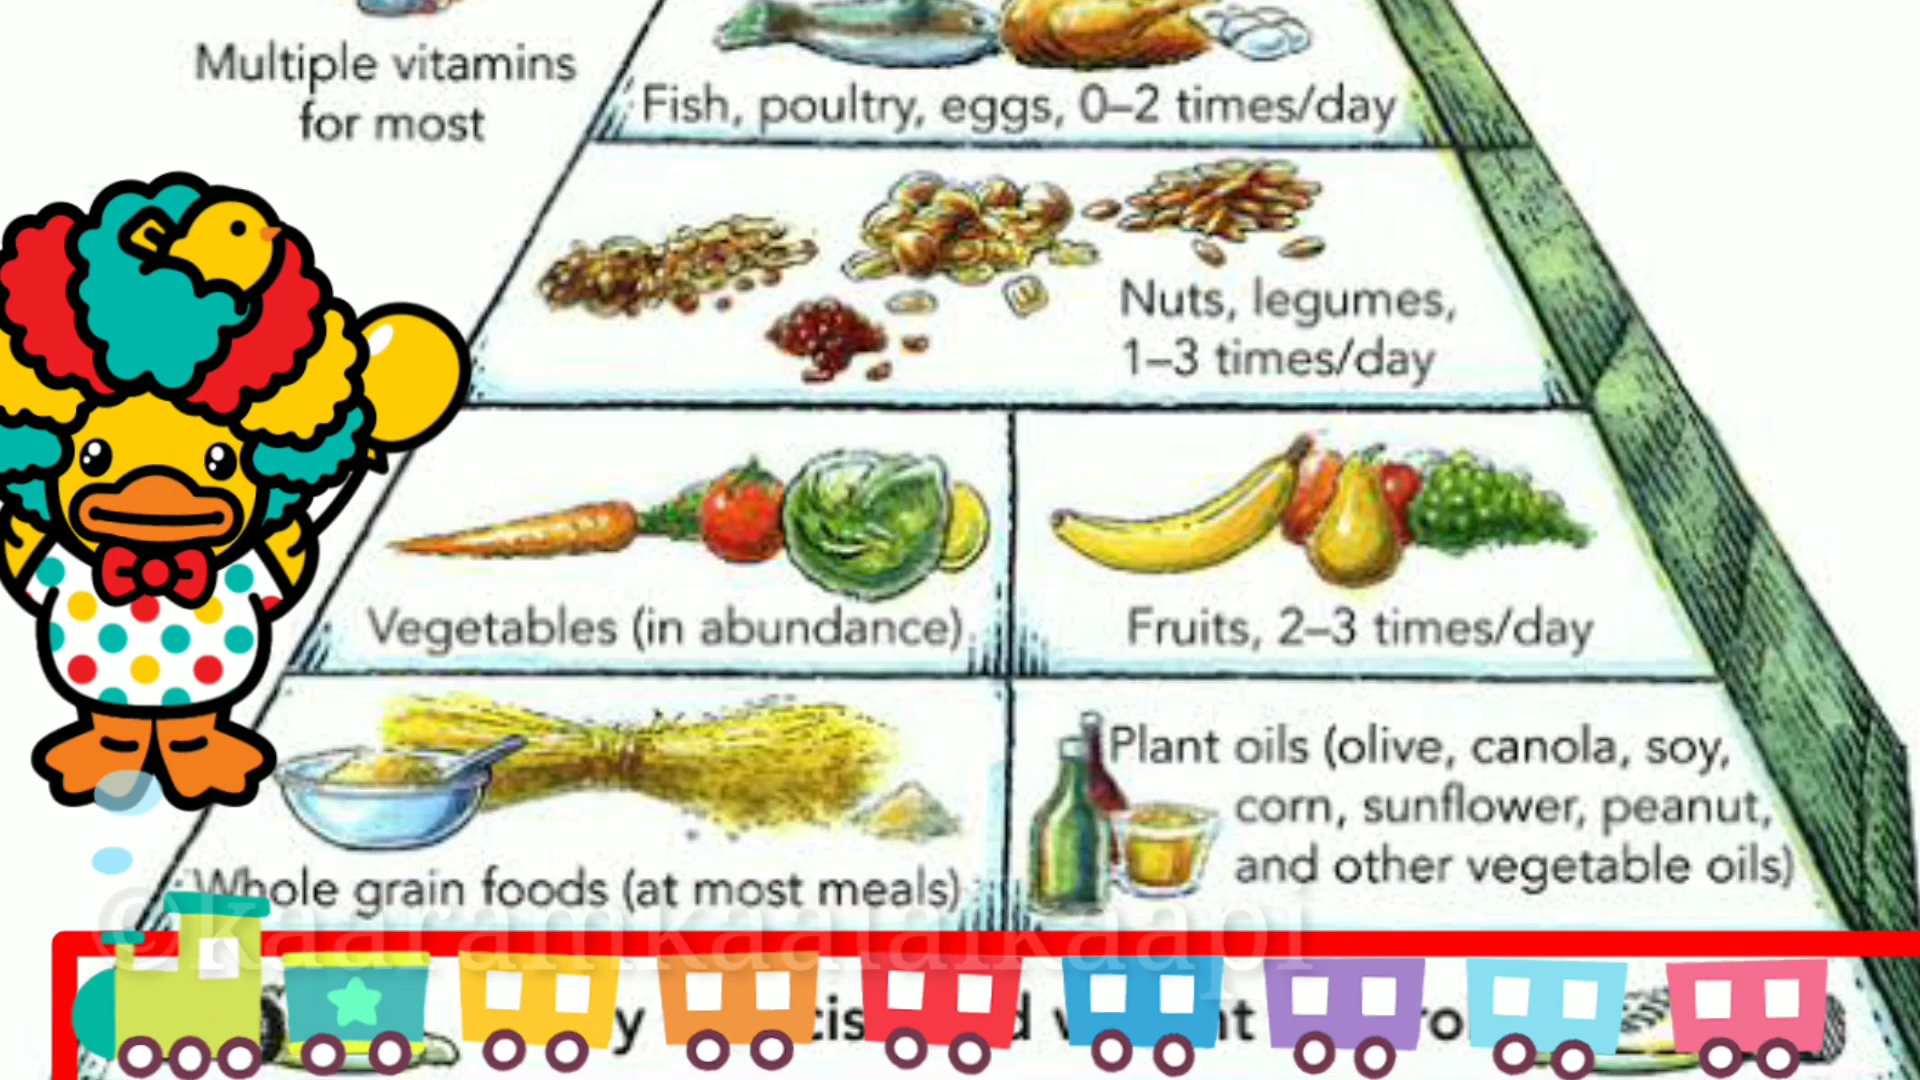 Multiple vitamins
for most
Fish, poultry, eggs, 0–2 times/day
Nuts, legumes,
1–3 times/day
Vegetables (in abundance)
Fruits, 2–3 times/day
Plant oils (olive, canola, soy,
corn, sunflower, peanut,
and other vegetable oils)
Whole grain foods (at most meals)
©kaaramkaalaikaapi